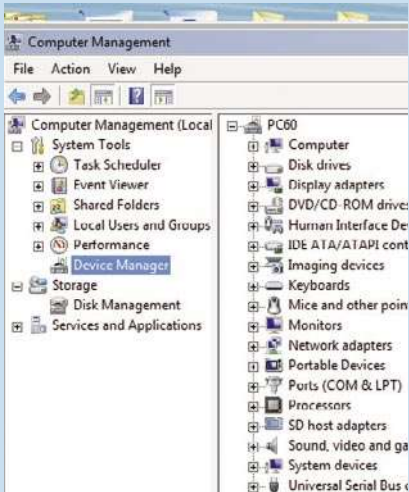 Computer Management
File Action View Help
Computer Management (Local
System Tools
Task Scheduler
Event Viewer
Shared Folders
Local Users and Groups
Performance
Device Manager
Storage
Disk Management
Services and Applications
PC60
Computer
Disk drives
Display adapters
DVD/CD-ROM drives
Human Interface De
IDE ATA/ATAPI cont
Imaging devices
Keyboards
Mice and other poin
Monitors
Network adapters
Portable Devices
Ports (COM & LPT)
Processors
SD host adapters
Sound, video and ga
System devices
Universal Serial Bus c